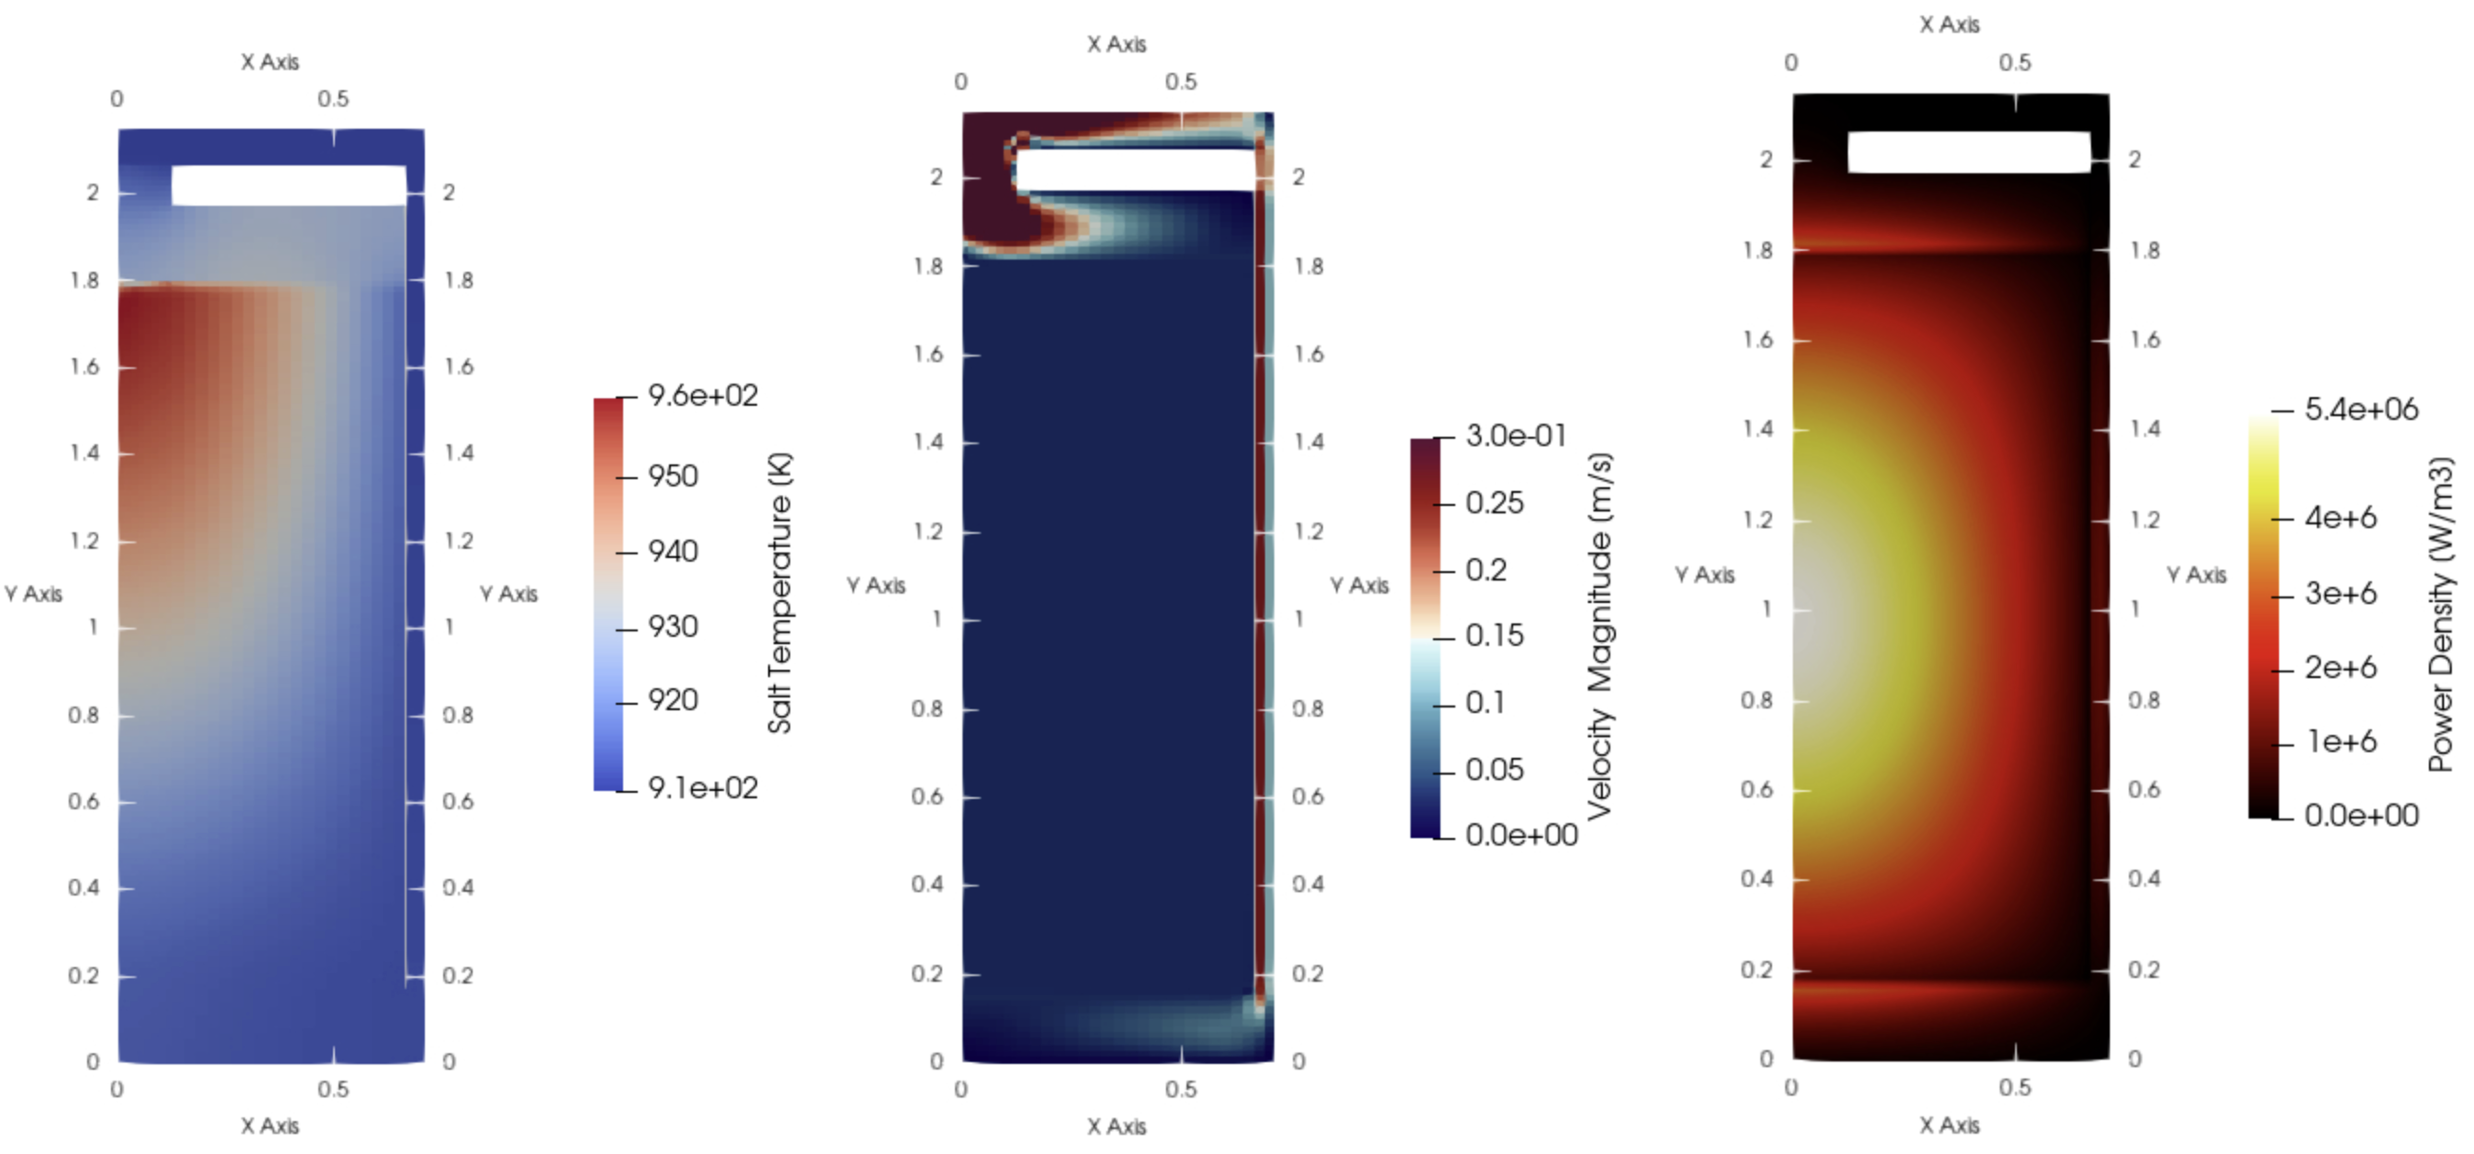 X Axis
0 0.5
2 2
1.8 1.8
1.6 1.6
1.4 1.4
1.2 1.2
Y Axis Y Axis
1 1
0.8 0.8
0.6 0.6
0.4 0.4
0.2 0.2
0 0
0 0.5
X Axis
9.6e+02
950
940
930
920
9.1e+02
Salt Temperature (K)
X Axis
0 0.5
2 2
1.8 1.8
1.6 1.6
1.4 1.4
1.2 1.2
Y Axis Y Axis
1 1
0.8 0.8
0.6 0.6
0.4 0.4
0.2 0.2
0 0
0 0.5
X Axis
3.0e-01
0.25
0.2
0.15
0.1
0.05
0.0e+00
Velocity Magnitude (m/s)
X Axis
0 0.5
2 2
1.8 1.8
1.6 1.6
1.4 1.4
1.2 1.2
Y Axis Y Axis
1 1
0.8 0.8
0.6 0.6
0.4 0.4
0.2 0.2
0 0
0 0.5
X Axis
5.4e+06
4e+6
3e+6
2e+6
1e+6
0.0e+00
Power Density (W/m3)